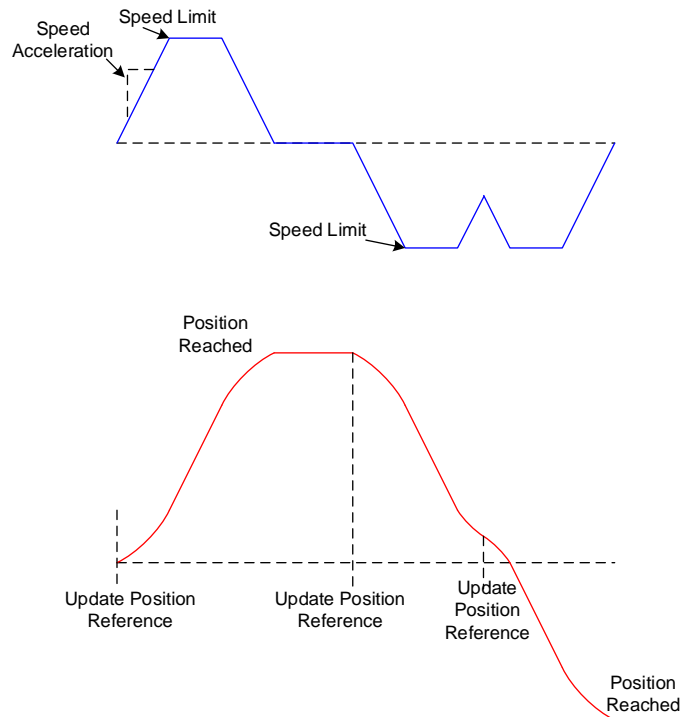 Speed Limit
Speed
Acceleration
Speed Limit
Position
Reached
Update Position
Reference
Update Position
Reference
Update
Position
Reference
Position
Reached